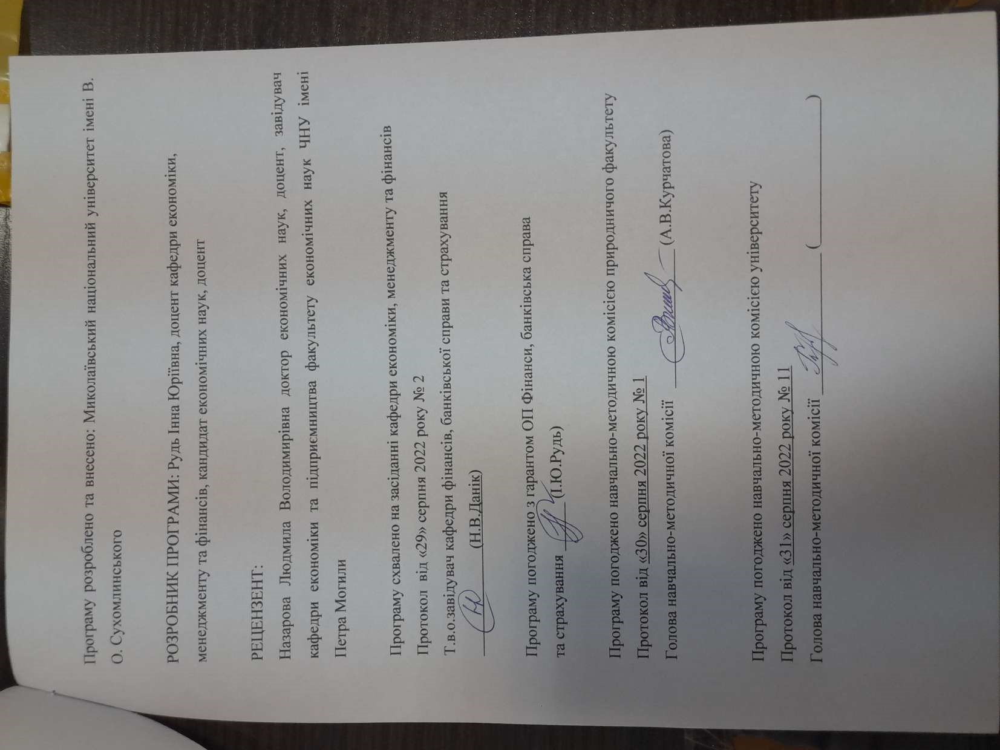 Програму розроблено та внесено: Миколаївський національний університет імені В.
О. Сухомлинського
РОЗРОБНИК ПРОГРАМИ: Рудь Інна Юріївна, доцент кафедри економіки,
менеджменту та фінансів, кандидат економічних наук, доцент
РЕЦЕНЗЕНТ:
Назарова Людмила Володимирівна доктор економічних наук, доцент, завідувач
кафедри економіки та підприємництва факультету економічних наук ЧНУ імені
Петра Могили
Програму схвалено на засіданні кафедри економіки, менеджменту та фінансів
Протокол від «29» серпня 2022 року № 2
Т.в.о.завідувач кафедри фінансів, банківської справи та страхування
(Н.В.Данік)
Програму погоджено з гарантом ОП Фінанси, банківська справа
та страхування (І.Ю.Рудь)
Програму погоджено навчально-методичною комісією природничого факультету
Протокол від «30» серпня 2022 року № 1
Голова навчально-методичної комісії (А.В.Курчатова)
Програму погоджено навчально-методичною комісією університету
Протокол від «31» серпня 2022 року № 11
Голова навчально-методичної комісії ( )